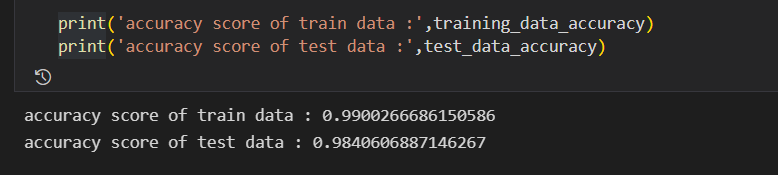 print('accuracy score of train data :',training_data_accuracy)
print('accuracy score of test data :',test_data_accuracy)
accuracy score of train data : 0.9900266686150586
accuracy score of test data : 0.9840606887146267